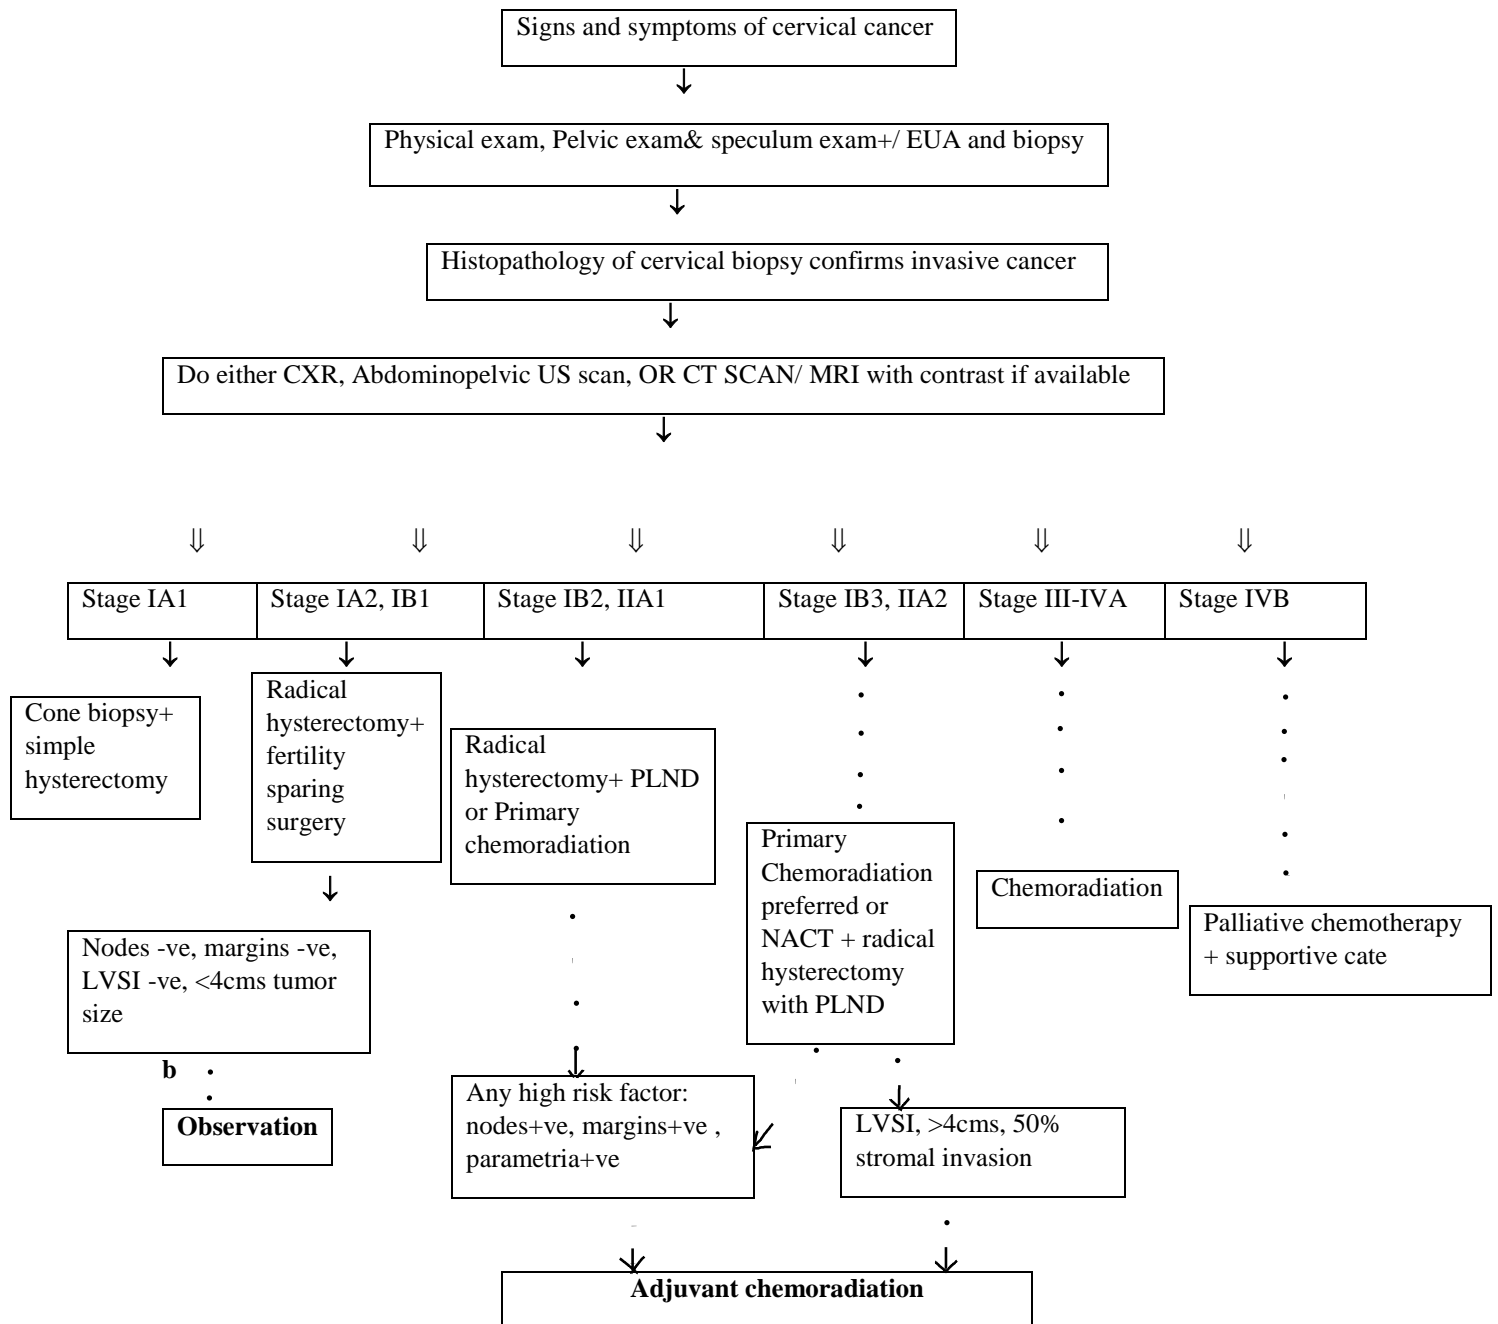 Signs and symptoms of cervical cancer
Physical exam, Pelvic exam& speculum exam+/ EUA and biopsy
Histopathology of cervical biopsy confirms invasive cancer
Do either CXR, Abdominopelvic US scan, OR CT SCAN/ MRI with contrast if available
Stage IA1
Stage IA2, IB1
Stage IB2, IIA1
Stage IB3, IIA2
Stage III-IVA
Stage IVB
Cone biopsy+
simple
hysterectomy
Radical
hysterectomy+
fertility
sparing
surgery
Radical
hysterectomy+ PLND
or Primary
chemoradiation
Primary
Chemoradiation
preferred or
NACT + radical
hysterectomy
with PLND
Chemoradiation
Palliative chemotherapy
+ supportive cate
Nodes -ve, margins -ve,
LVSI -ve, <4cms tumor
size
b
Observation
Any high risk factor:
nodes+ve, margins+ve ,
parametria+ve
LVSI, >4cms, 50%
stromal invasion
Adjuvant chemoradiation